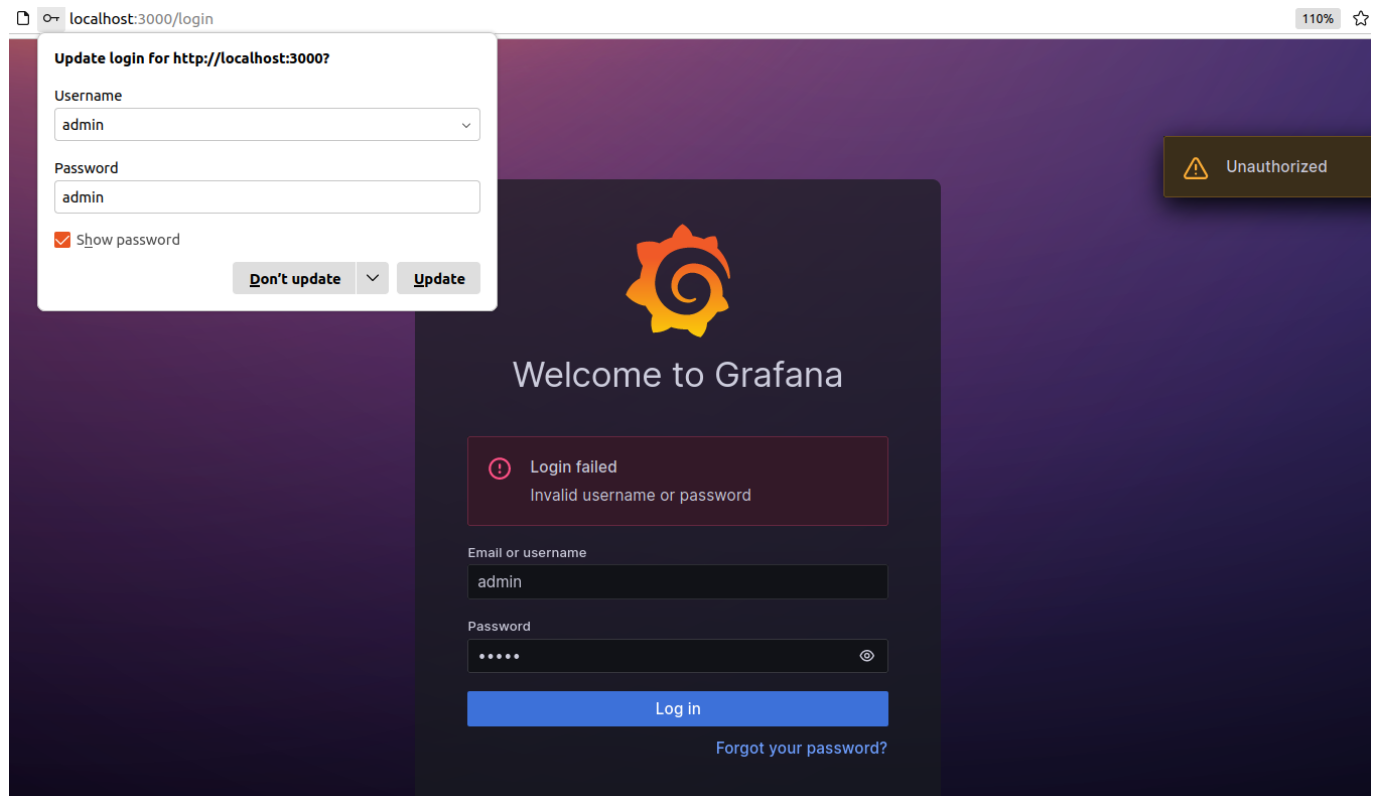 localhost:3000/login
110%
Update login for http://localhost:3000?
Username
admin
Password
admin
Show password
Don't update
Update
Unauthorized
Welcome to Grafana
Login failed
Invalid username or password
Email or username
admin
Password
•••••
Log in
Forgot your password?